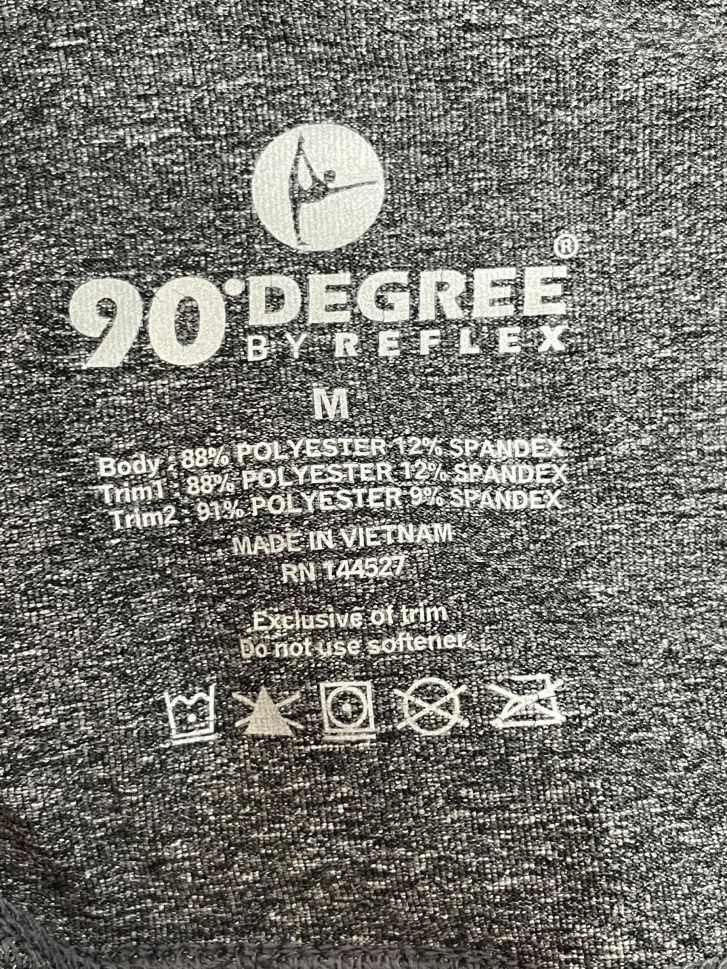 90°DEGREE®
BY REFLEX
M
Body : 88% POLYESTER 12% SPANDEX
Trim1 : 88% POLYESTER 12% SPANDEX
Trim2 : 91% POLYESTER 9% SPANDEX
MADE IN VIETNAM
RN 144527
Exclusive of trim
Do not use softener